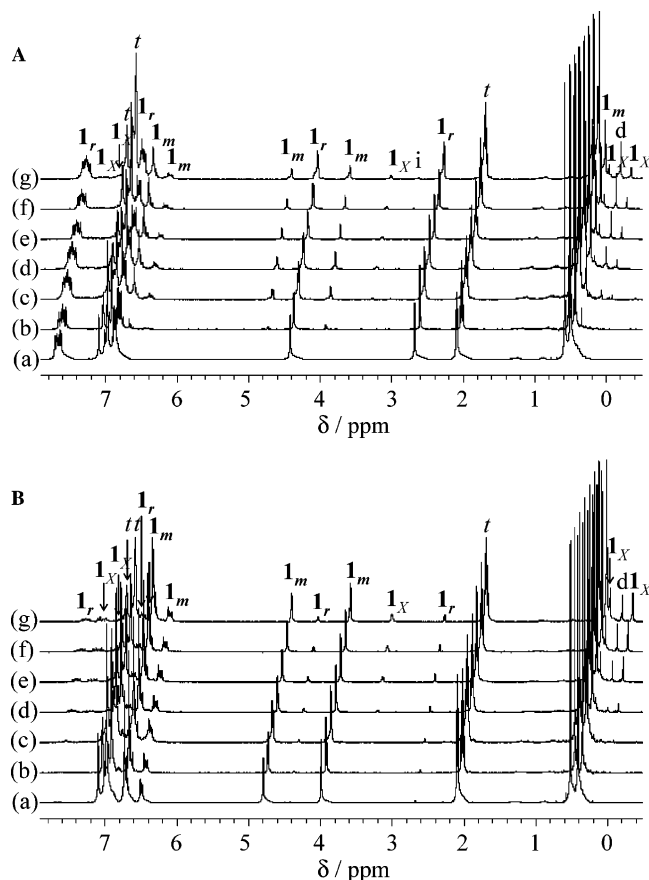 A
t
1r t 1r 1m
1X 1m
1m 1r 1m 1X i 1r t 1m d 1X 1X
(g)
(f)
(e)
(d)
(c)
(b)
(a)
7 6 5 4 3 2 1 0
δ / ppm
B
1r
1X 1X t t 1m
1r 1m 1m 1r 1m 1X 1r t 1X d 1X
(g)
(f)
(e)
(d)
(c)
(b)
(a)
7 6 5 4 3 2 1 0
δ / ppm